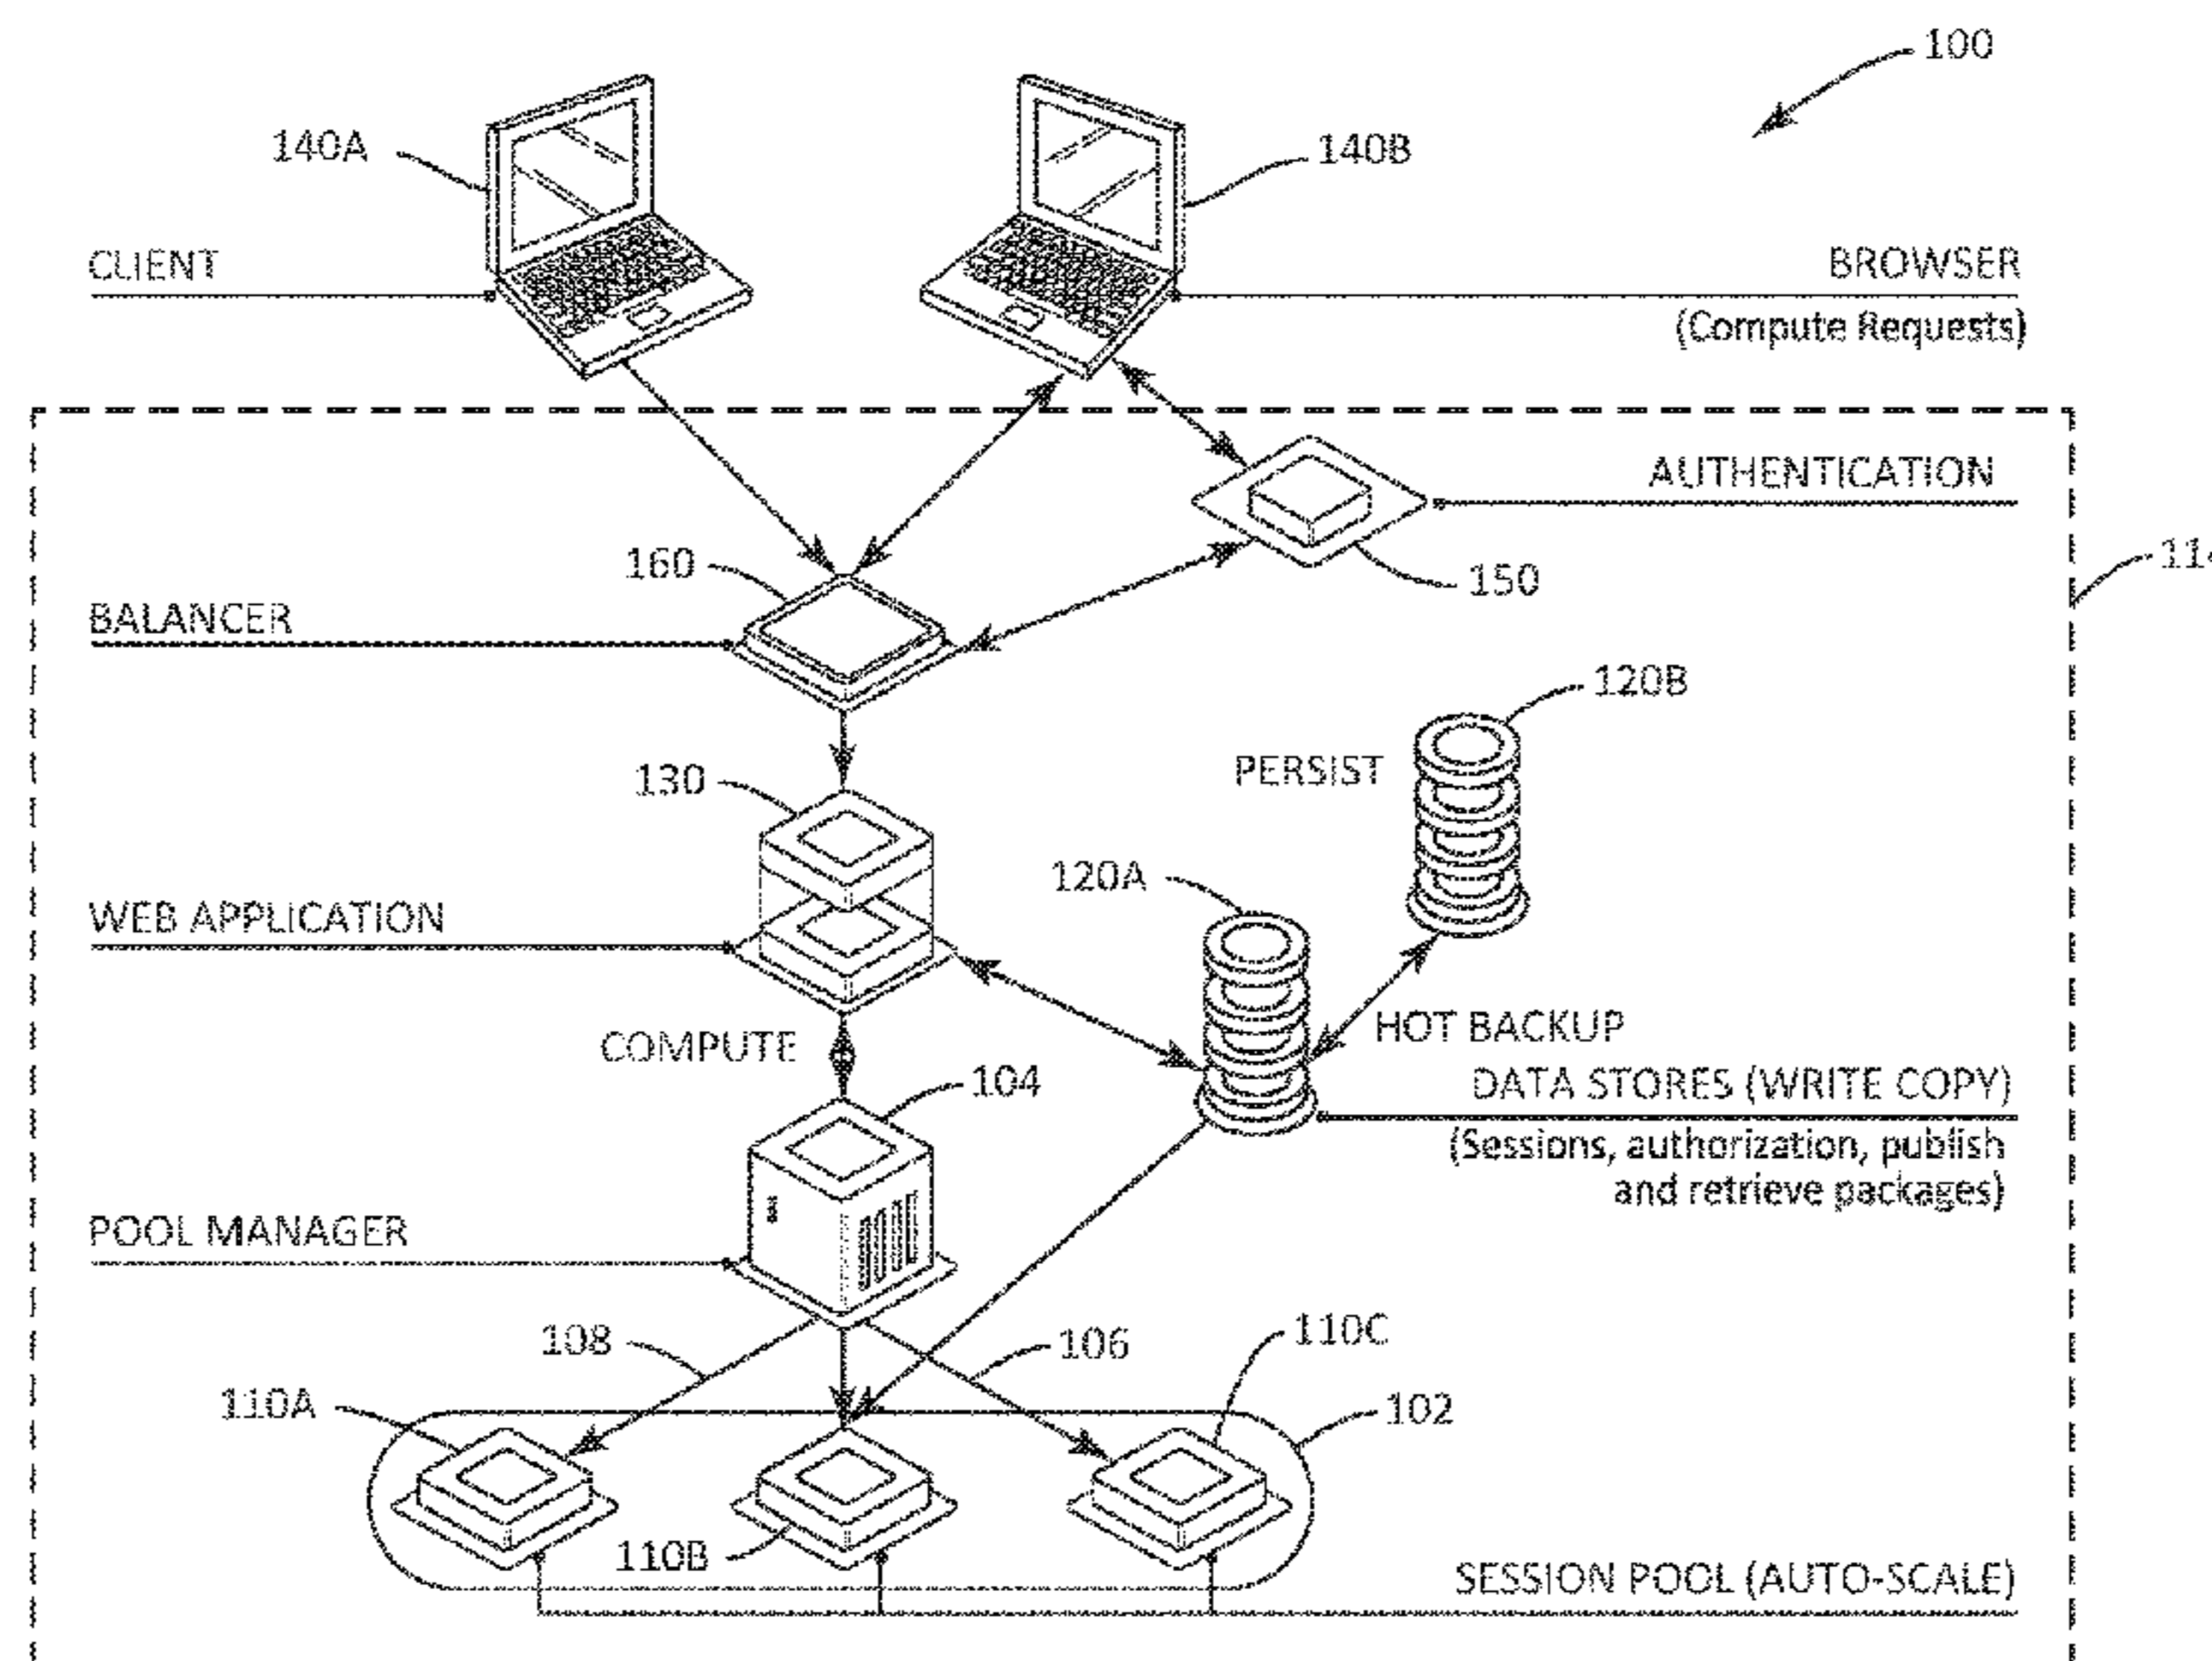 100
140A
140B
CLIENT
BROWSER
(Compute Requests)
AUTHENTICATION
160
150
BALANCER
120B
130
PERSIST
120A
WEB APPLICATION
HOT BACKUP
COMPUTE
104
DATA STORES (WRITE COPY)
(Sessions, authorization, publish
and retrieve packages)
POOL MANAGER
108
106
110C
110A
102
110B
SESSION POOL (AUTO-SCALE)